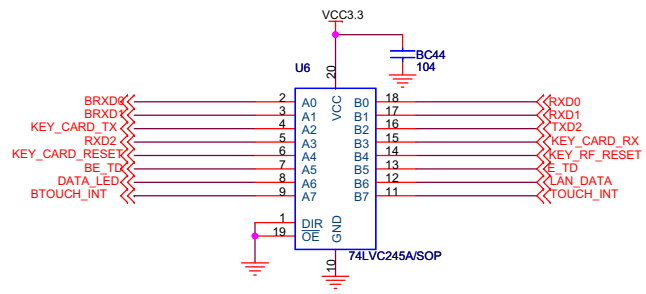 VCC3.3
BC44
104
U6
20
VCC
BRXD0 2 A0 B0 18 RXD0
BRXD1 3 A1 B1 17 RXD1
KEY_CARD_TX 4 A2 B2 16 TXD2
RXD2 5 A3 B3 15 KEY_CARD_RX
KEY_CARD_RESET 6 A4 B4 14 KEY_RF_RESET
BE_TD 7 A5 B5 13 E_TD
DATA_LED 8 A6 B6 12 LAN_DATA
BTOUCH_INT 9 A7 B7 11 TOUCH_INT
1 DIR
19 OE
GND
10
74LVC245A/SOP